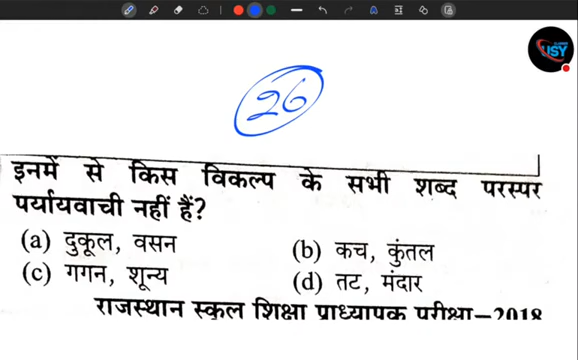 USY
26
इनमें से किस विकल्प के सभी शब्द परस्पर
पर्यायवाची नहीं हैं?
(a) दुकूल, वसन (b) कच, कुंतल
(c) गगन, शून्य (d) तट, मंदार
राजस्थान स्कूल शिक्षा प्राध्यापक परीक्षा–2018